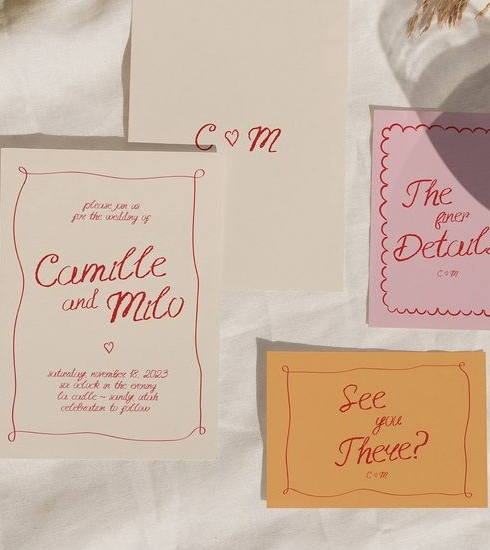 C ♡ M
please join us
for the wedding of
Camille
and Milo
saturday, november 18, 2023
six o'clock in the evening
la caille ~ sandy, utah
celebration to follow
The
finer
Details
C ♡ M
See
you
There?
C ♡ M